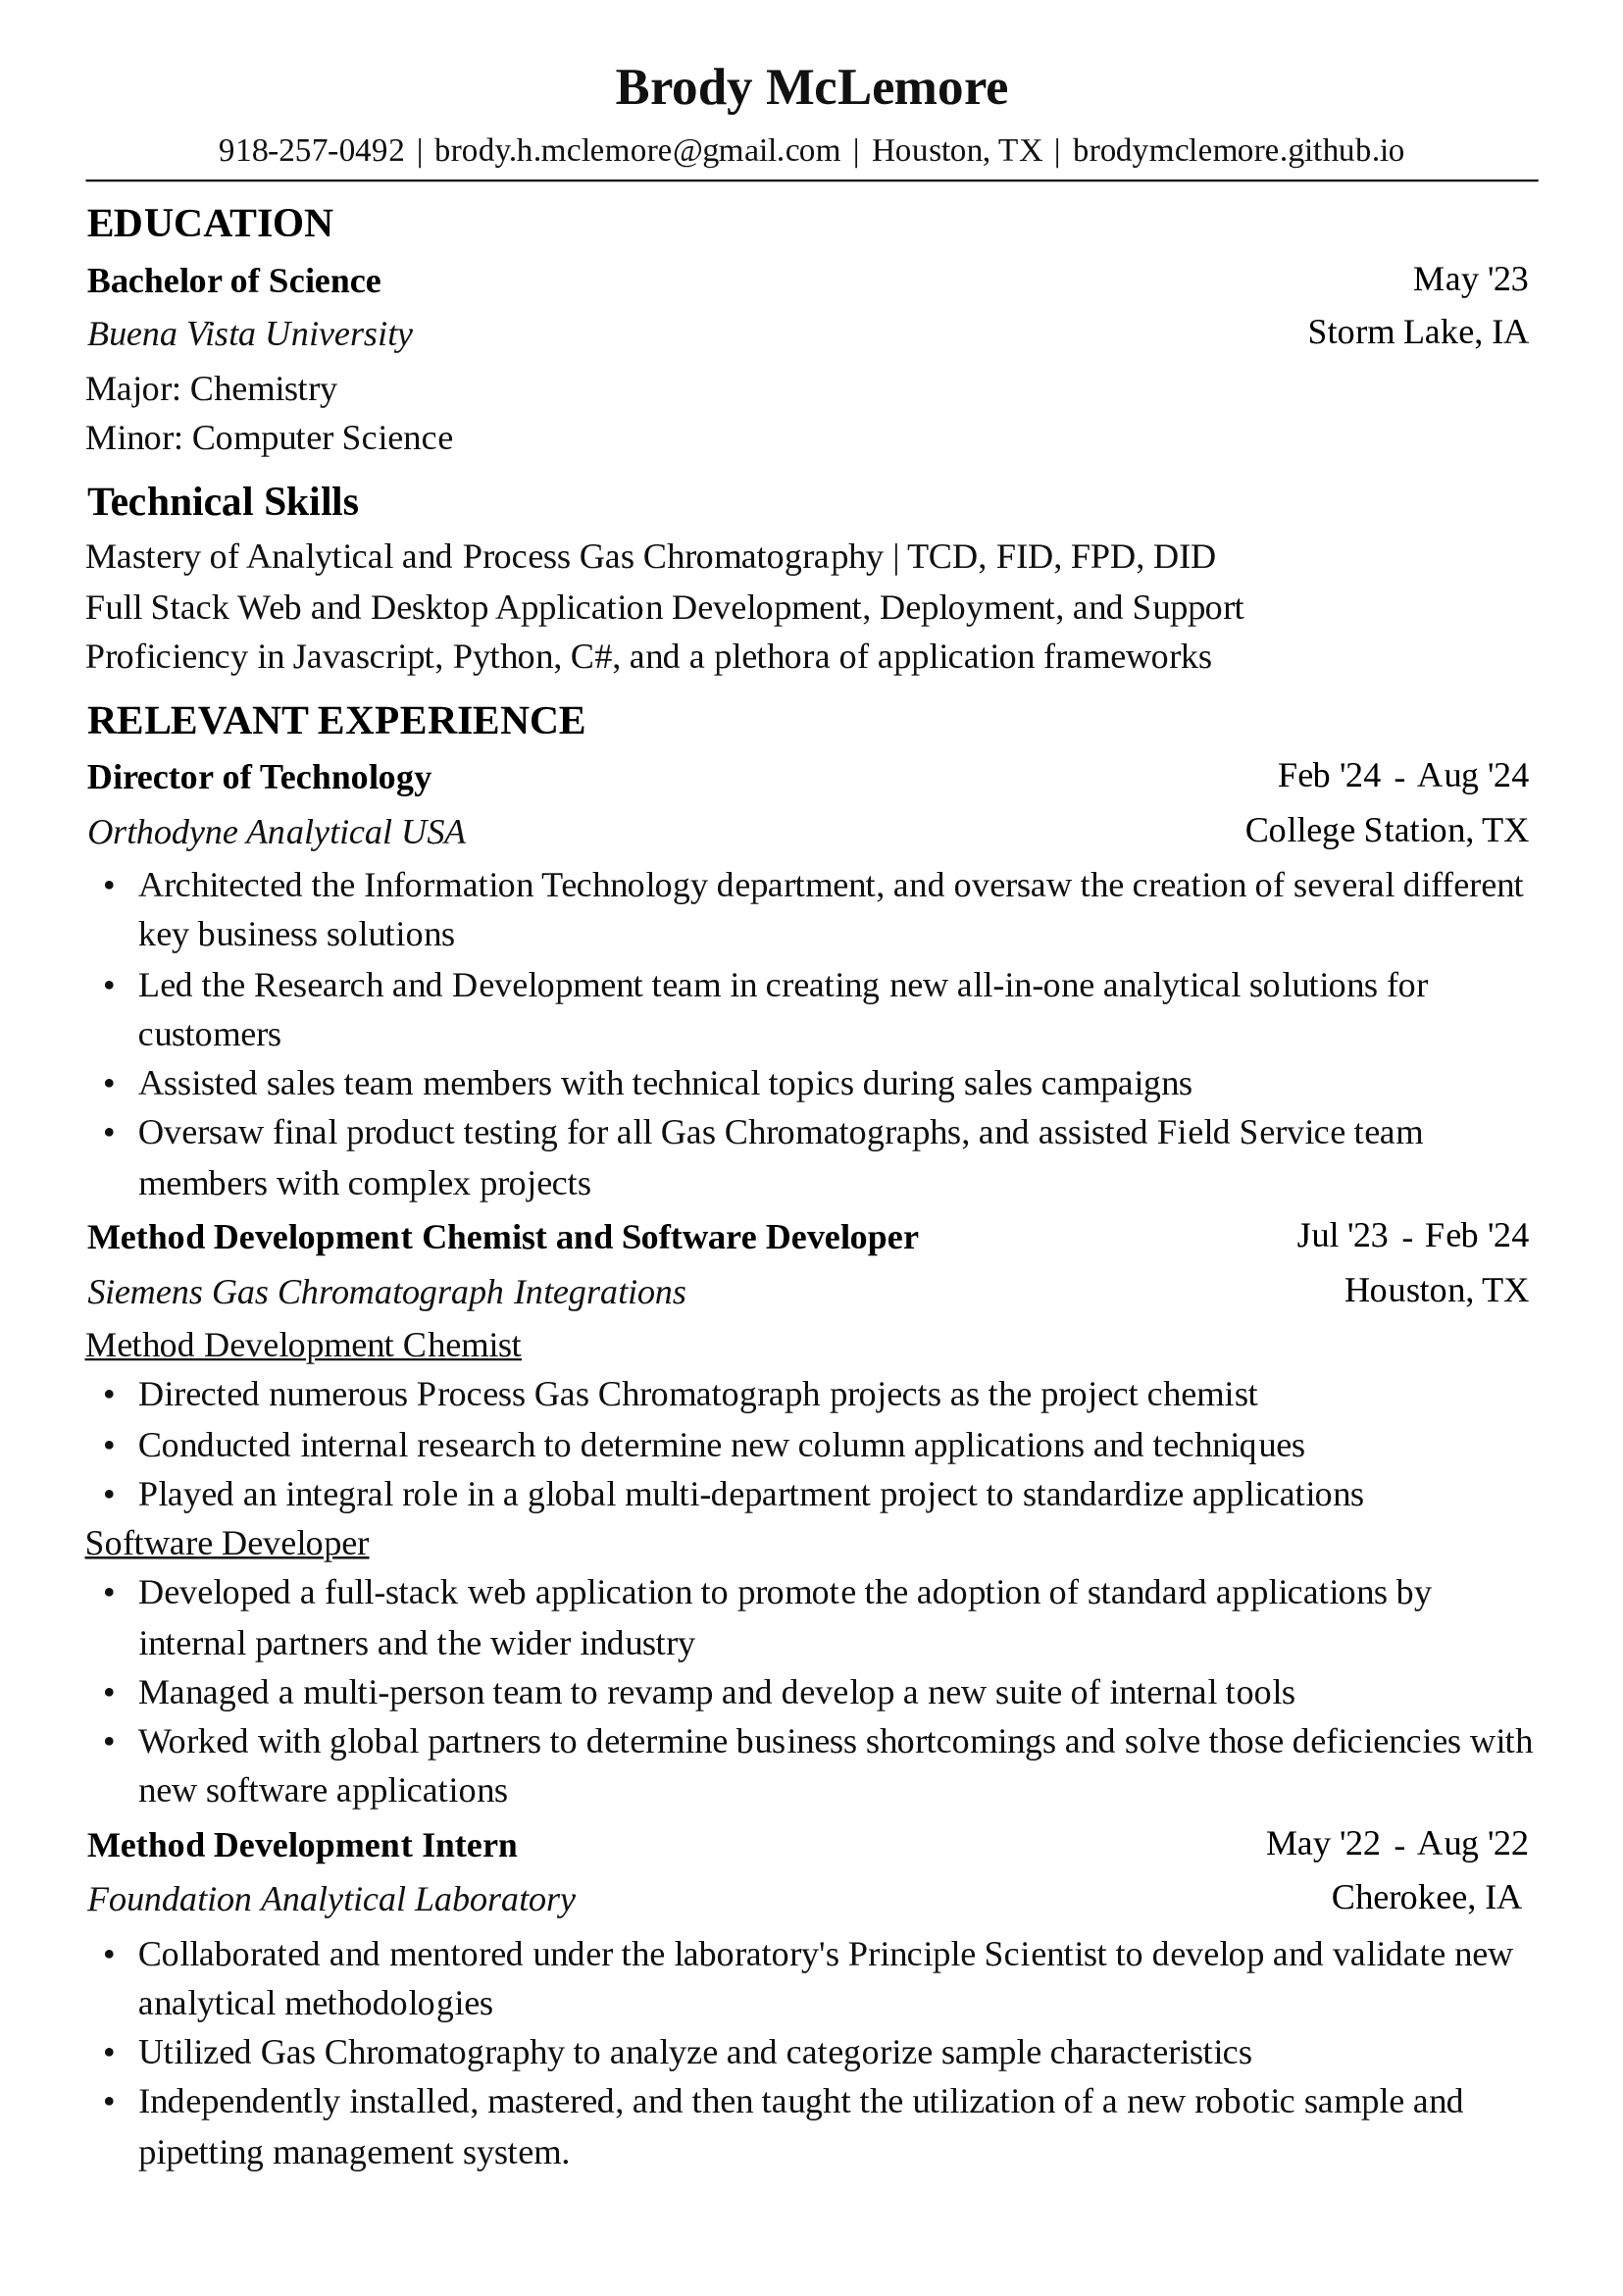 Brody McLemore
918-257-0492 | brody.h.mclemore@gmail.com | Houston, TX | brodymclemore.github.io
EDUCATION
Bachelor of Science May '23
Buena Vista University Storm Lake, IA
Major: Chemistry
Minor: Computer Science
Technical Skills
Mastery of Analytical and Process Gas Chromatography | TCD, FID, FPD, DID
Full Stack Web and Desktop Application Development, Deployment, and Support
Proficiency in Javascript, Python, C#, and a plethora of application frameworks
RELEVANT EXPERIENCE
Director of Technology Feb '24 - Aug '24
Orthodyne Analytical USA College Station, TX
• Architected the Information Technology department, and oversaw the creation of several different
key business solutions
• Led the Research and Development team in creating new all-in-one analytical solutions for
customers
• Assisted sales team members with technical topics during sales campaigns
• Oversaw final product testing for all Gas Chromatographs, and assisted Field Service team
members with complex projects
Method Development Chemist and Software Developer Jul '23 - Feb '24
Siemens Gas Chromatograph Integrations Houston, TX
Method Development Chemist
• Directed numerous Process Gas Chromatograph projects as the project chemist
• Conducted internal research to determine new column applications and techniques
• Played an integral role in a global multi-department project to standardize applications
Software Developer
• Developed a full-stack web application to promote the adoption of standard applications by
internal partners and the wider industry
• Managed a multi-person team to revamp and develop a new suite of internal tools
• Worked with global partners to determine business shortcomings and solve those deficiencies with
new software applications
Method Development Intern May '22 - Aug '22
Foundation Analytical Laboratory Cherokee, IA
• Collaborated and mentored under the laboratory's Principle Scientist to develop and validate new
analytical methodologies
• Utilized Gas Chromatography to analyze and categorize sample characteristics
• Independently installed, mastered, and then taught the utilization of a new robotic sample and
pipetting management system.